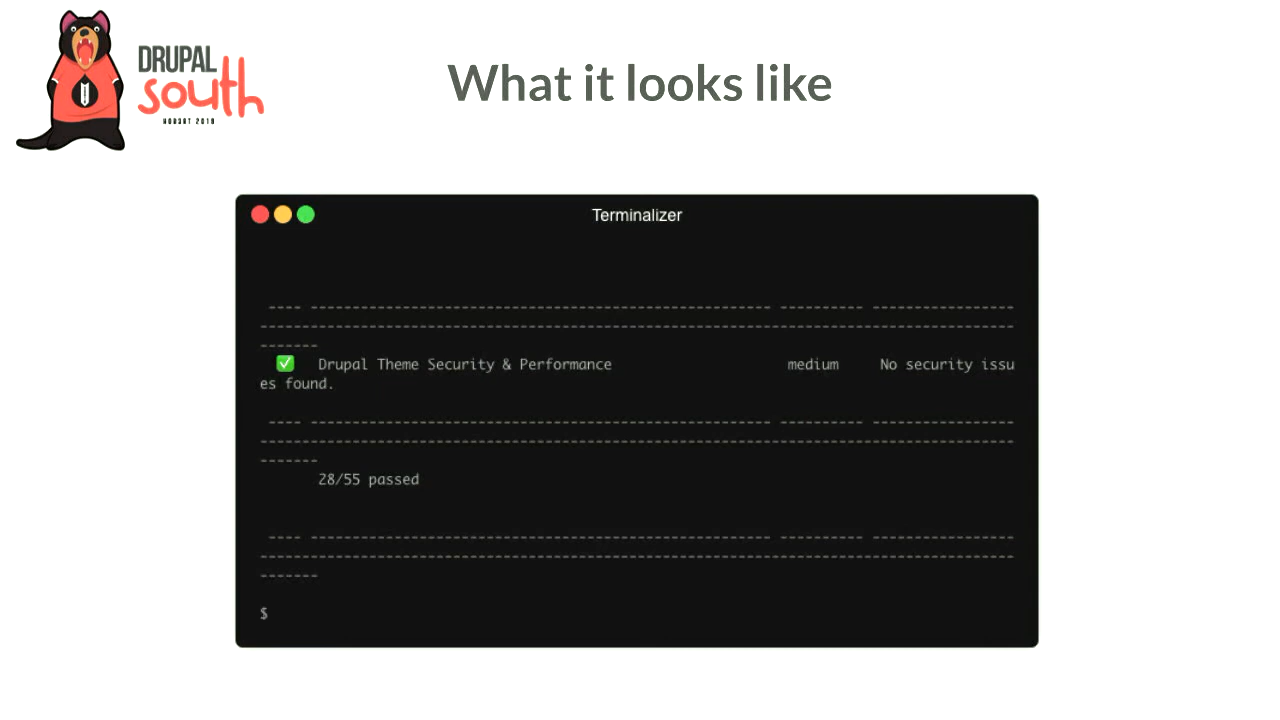 DRUPAL
south
HOBART 2019
What it looks like
Terminalizer
---- ------------------------------------------------------- ---------- -----------------
------------------------------------------------------------------------------------------
-------
✅ Drupal Theme Security & Performance medium No security issu
es found.
---- ------------------------------------------------------- ---------- -----------------
------------------------------------------------------------------------------------------
-------
28/55 passed
---- ------------------------------------------------------- ---------- -----------------
------------------------------------------------------------------------------------------
-------
$